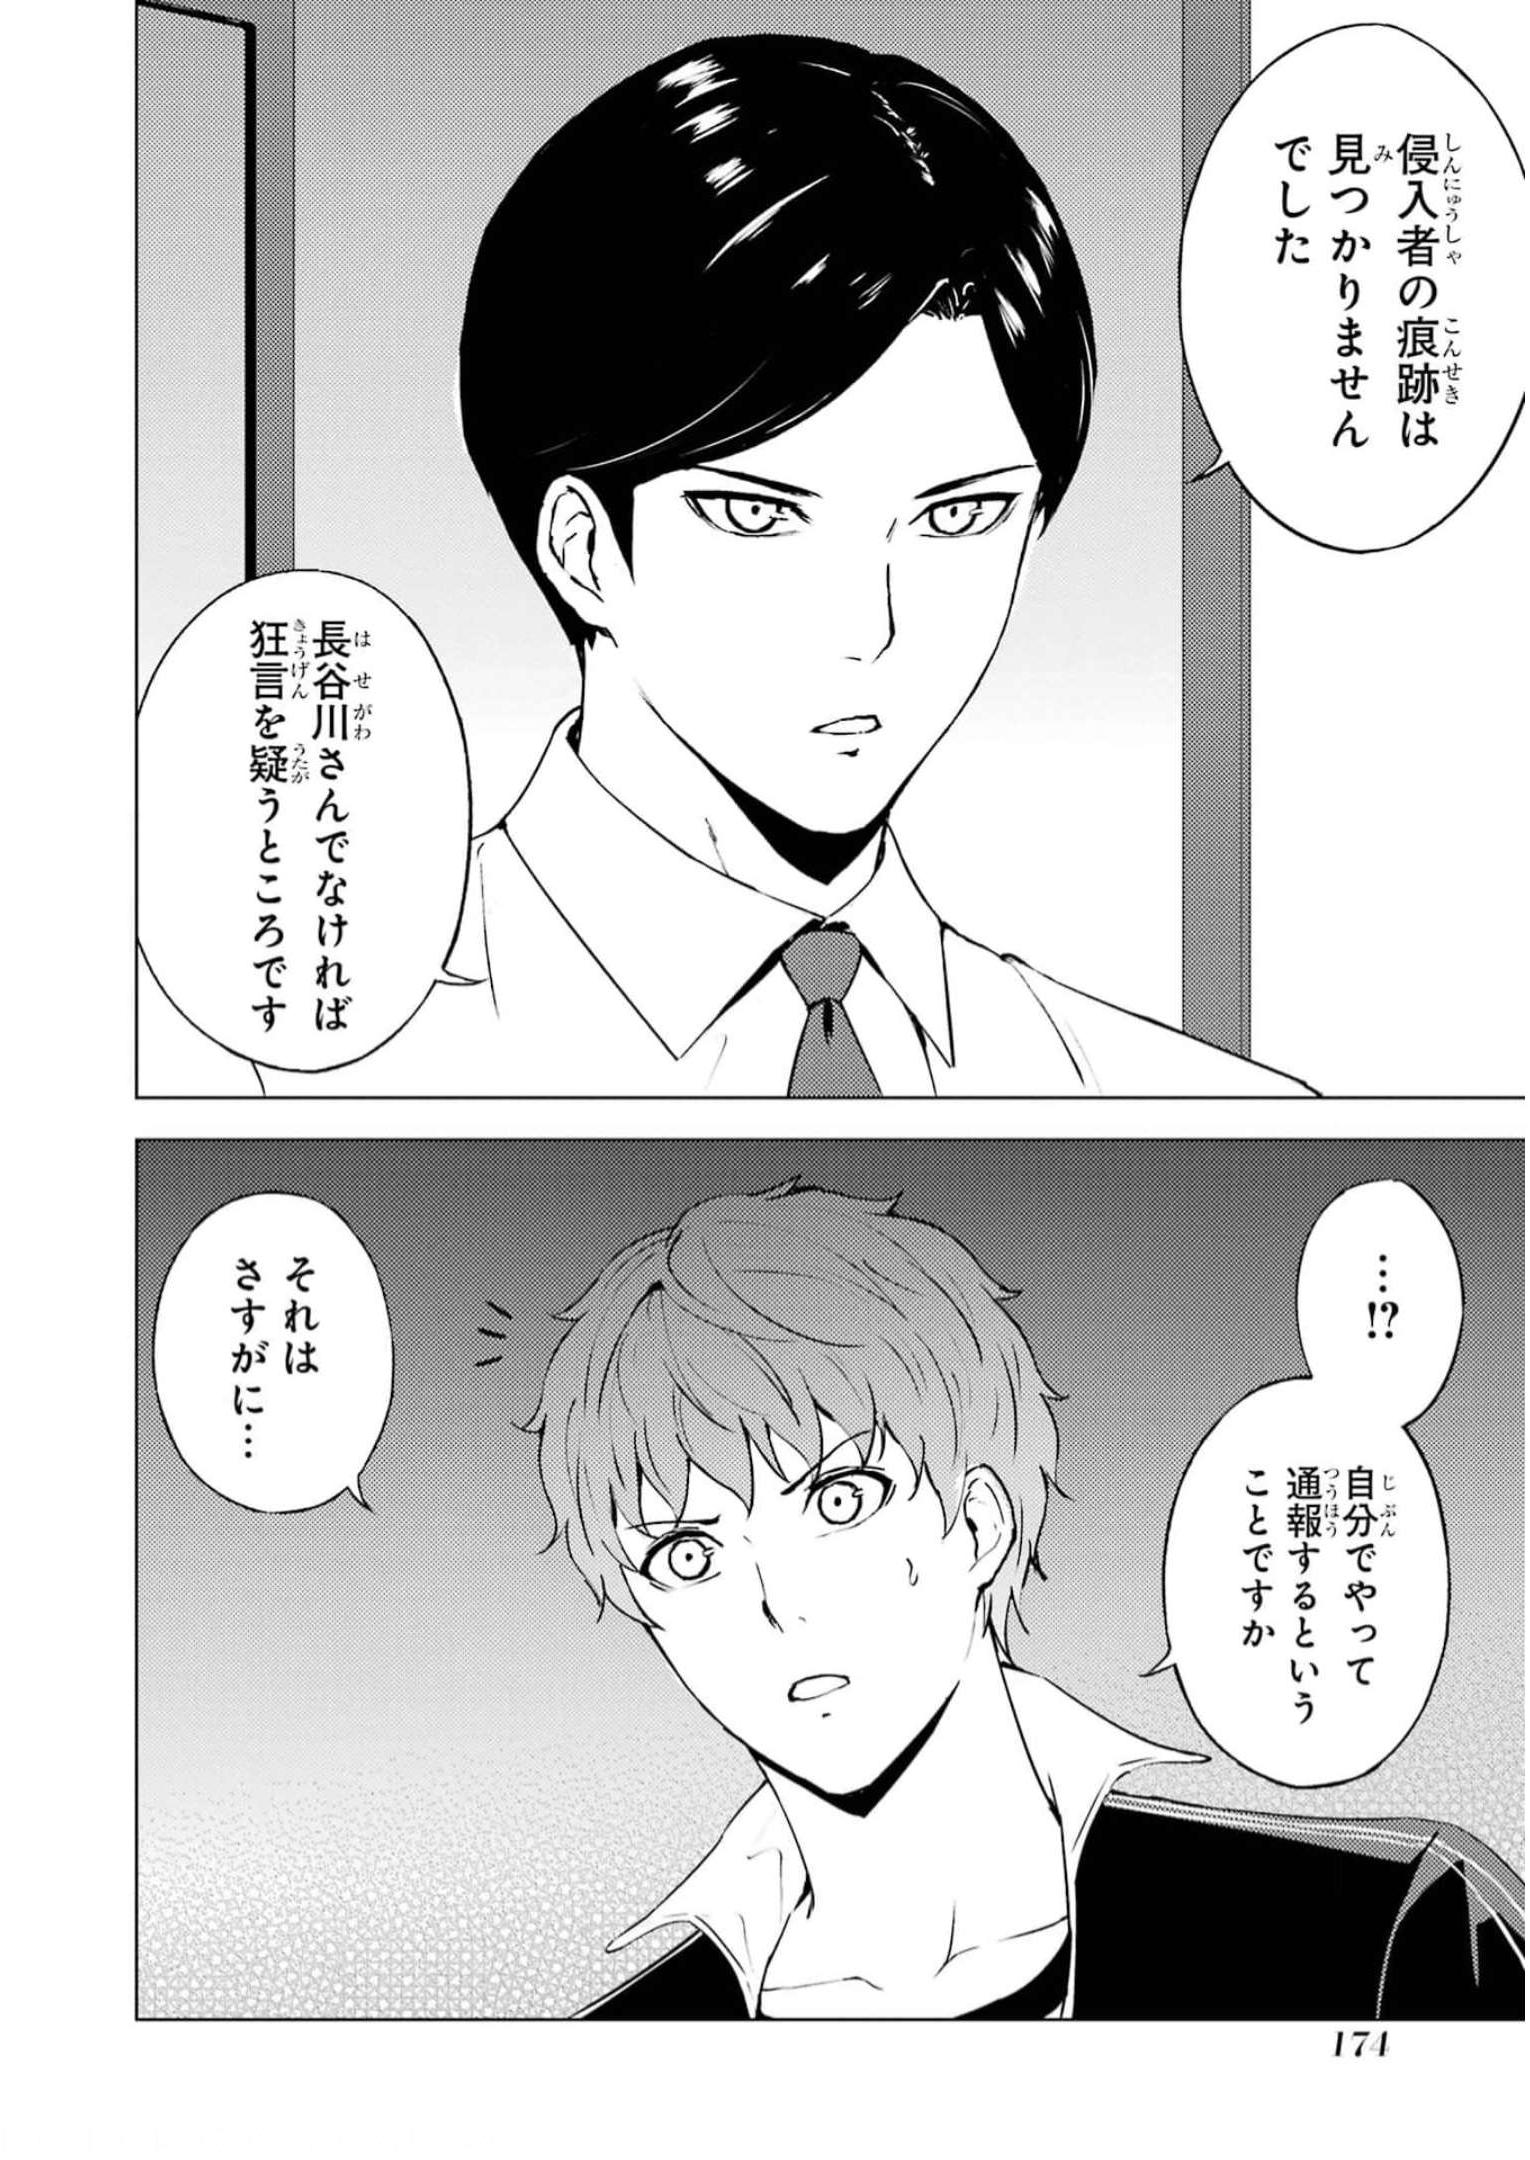 侵入者の痕跡は
見つかりません
でした
長谷川さんでなければ
狂言を疑うところです
…!?
自分でやって
通報するという
ことですか
それは
さすがに…
174